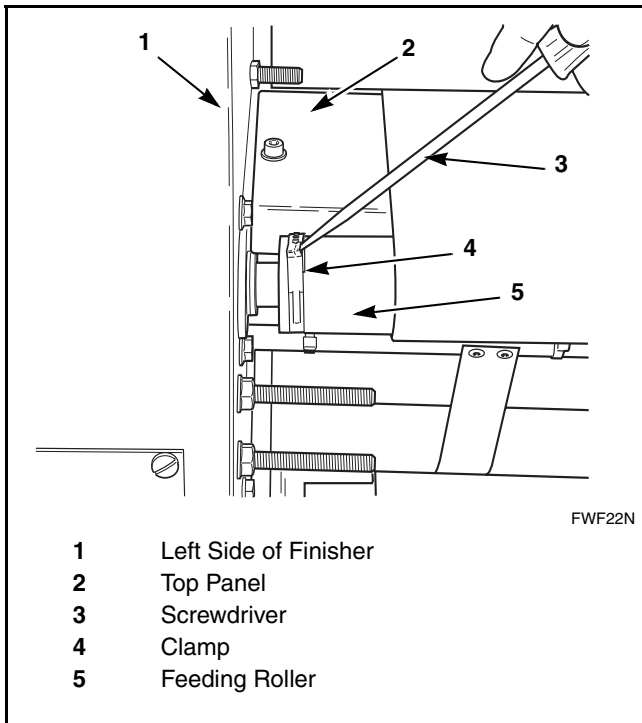 1
2
3
4
5
FWF22N
1 Left Side of Finisher
2 Top Panel
3 Screwdriver
4 Clamp
5 Feeding Roller